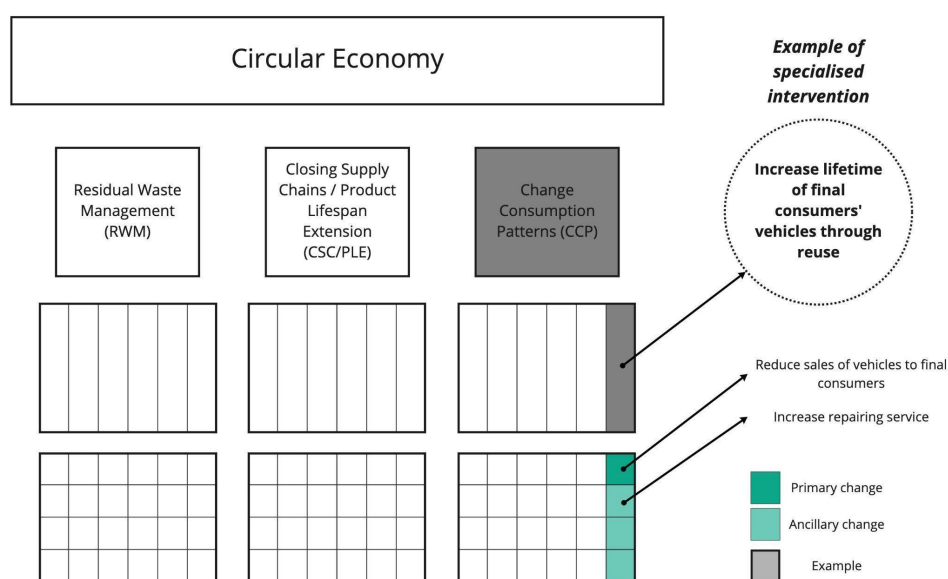 Circular Economy
Example of
specialised
intervention
Residual Waste
Management
(RWM)
Closing Supply
Chains / Product
Lifespan
Extension
(CSC/PLE)
Change
Consumption
Patterns (CCP)
Increase lifetime
of final
consumers'
vehicles through
reuse
Reduce sales of vehicles to final
consumers
Increase repairing service
Primary change
Ancillary change
Example